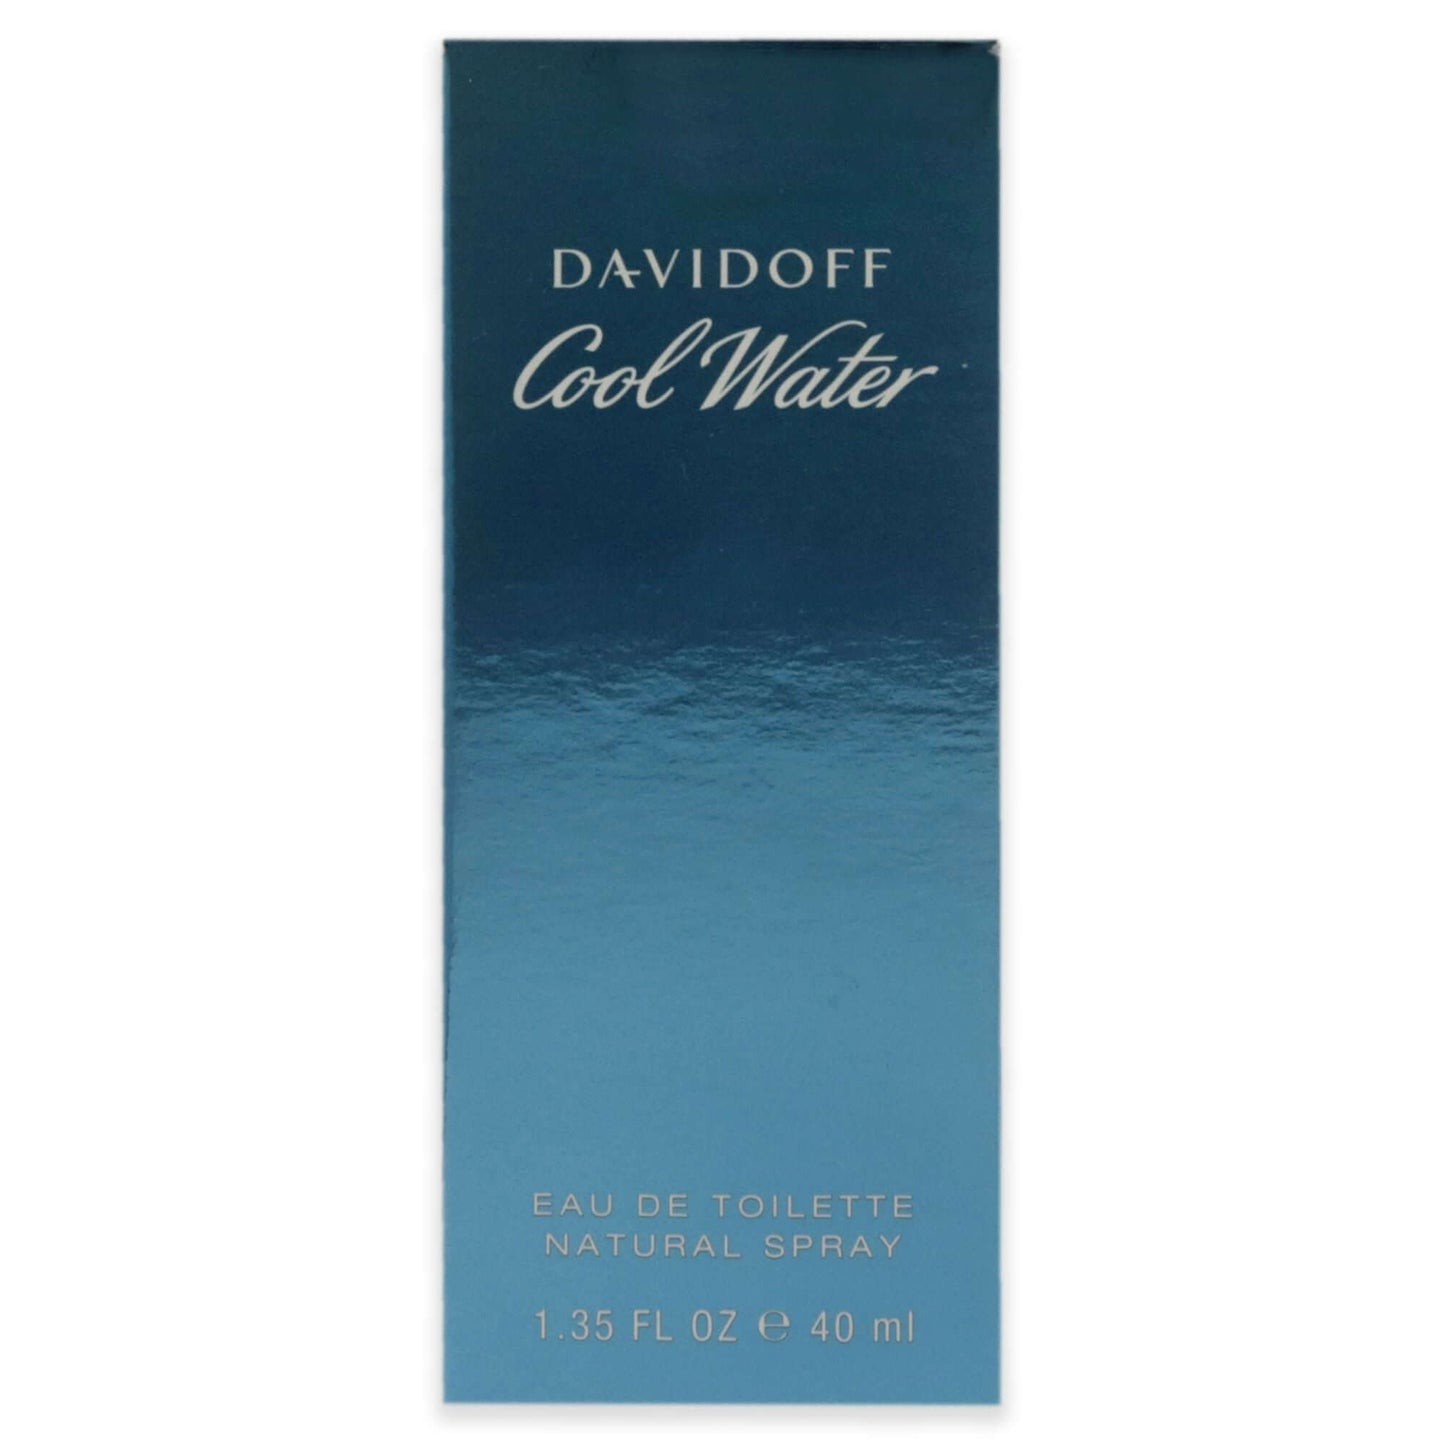 DAVIDOFF
Cool Water
EAU DE TOILETTE
NATURAL SPRAY
1.35 FL OZ ℮ 40 ml